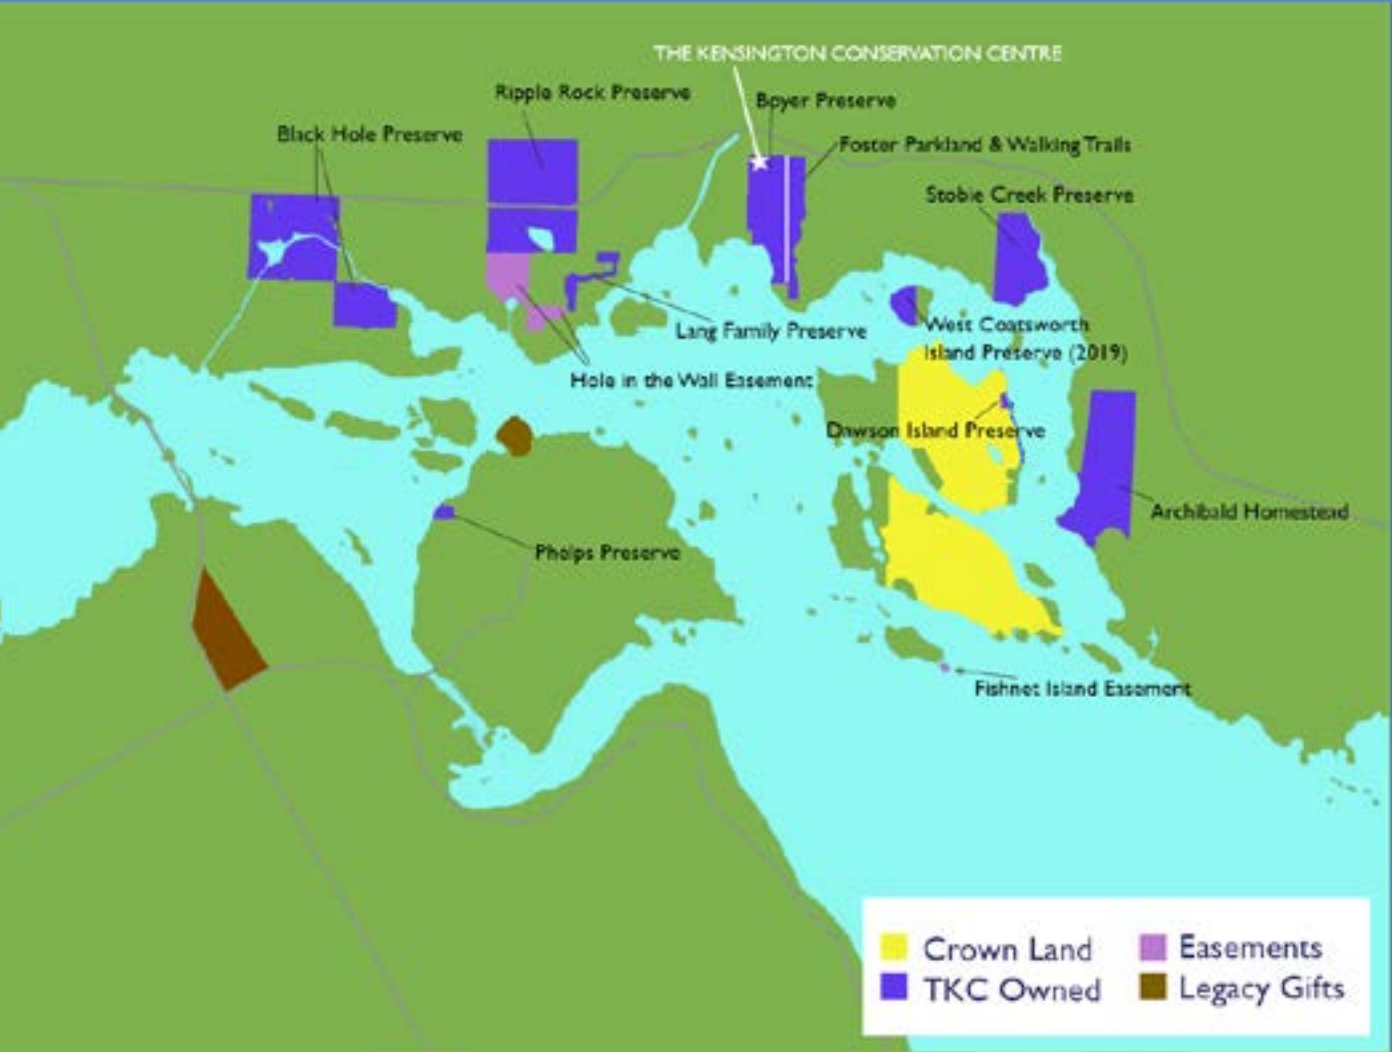 THE KENSINGTON CONSERVATION CENTRE
Ripple Rock Preserve
Boyer Preserve
Black Hole Preserve
Foster Parkland & Walking Trails
Stobie Creek Preserve
Lang Family Preserve
West Coatsworth
Island Preserve (2019)
Hole in the Wall Easement
Dawson Island Preserve
Archibald Homestead
Phelps Preserve
Fishnet Island Easement
Crown Land
Easements
TKC Owned
Legacy Gifts